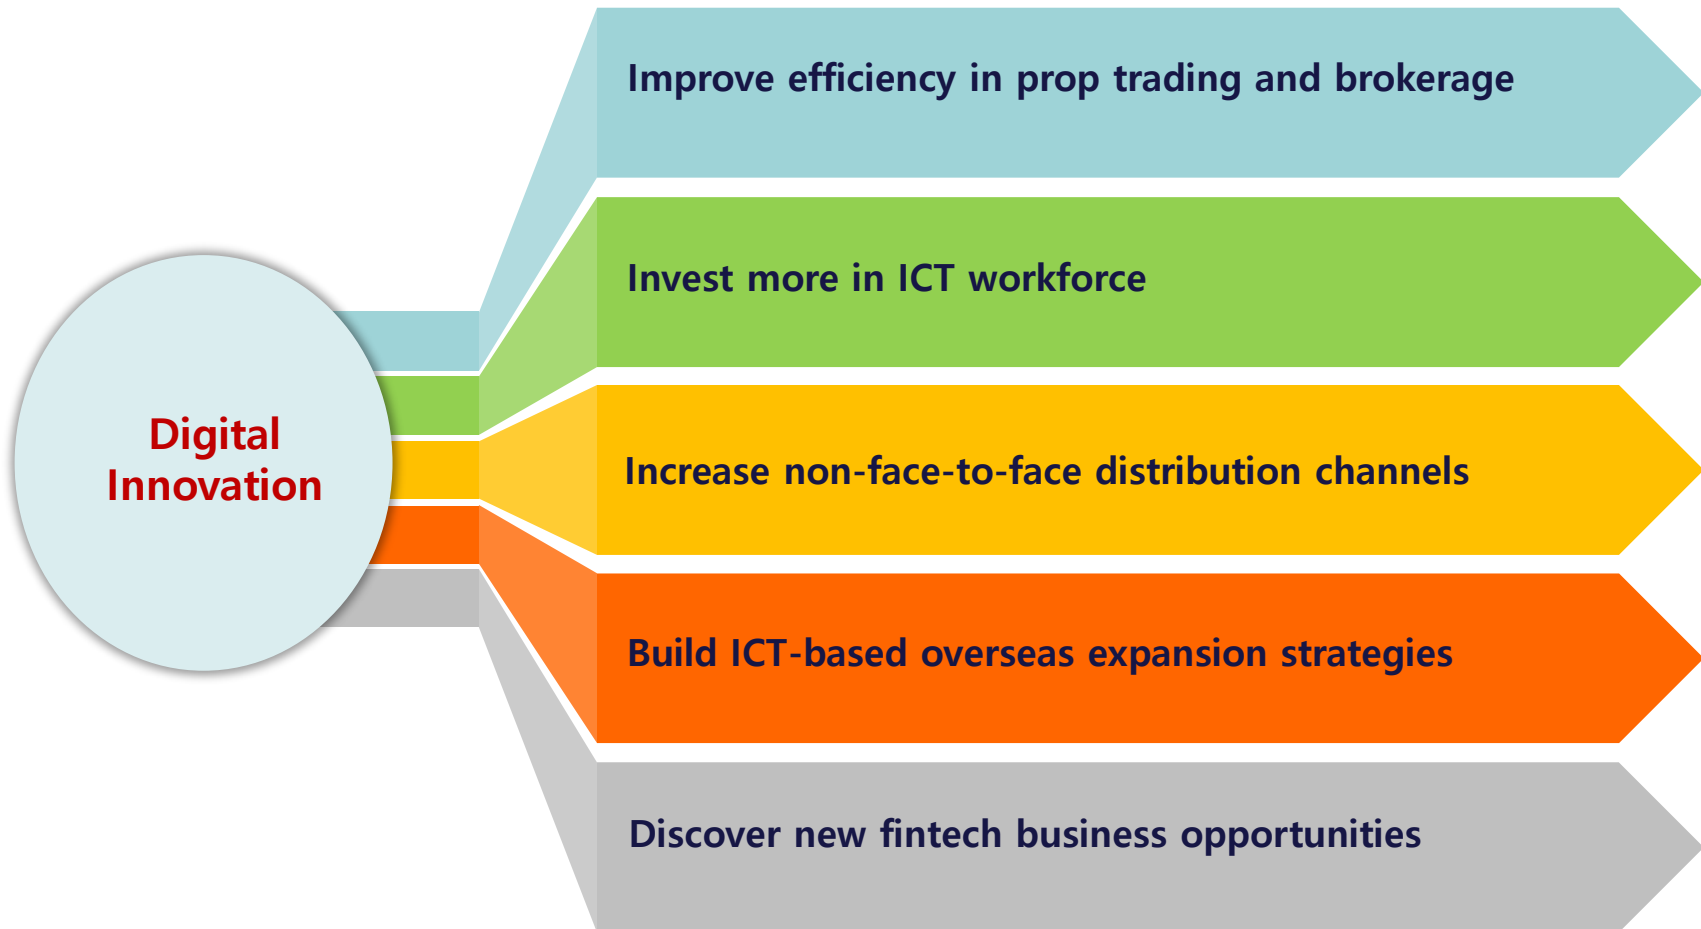 Improve efficiency in prop trading and brokerage
Invest more in ICT workforce
Digital
Innovation
Increase non-face-to-face distribution channels
Build ICT-based overseas expansion strategies
Discover new fintech business opportunities